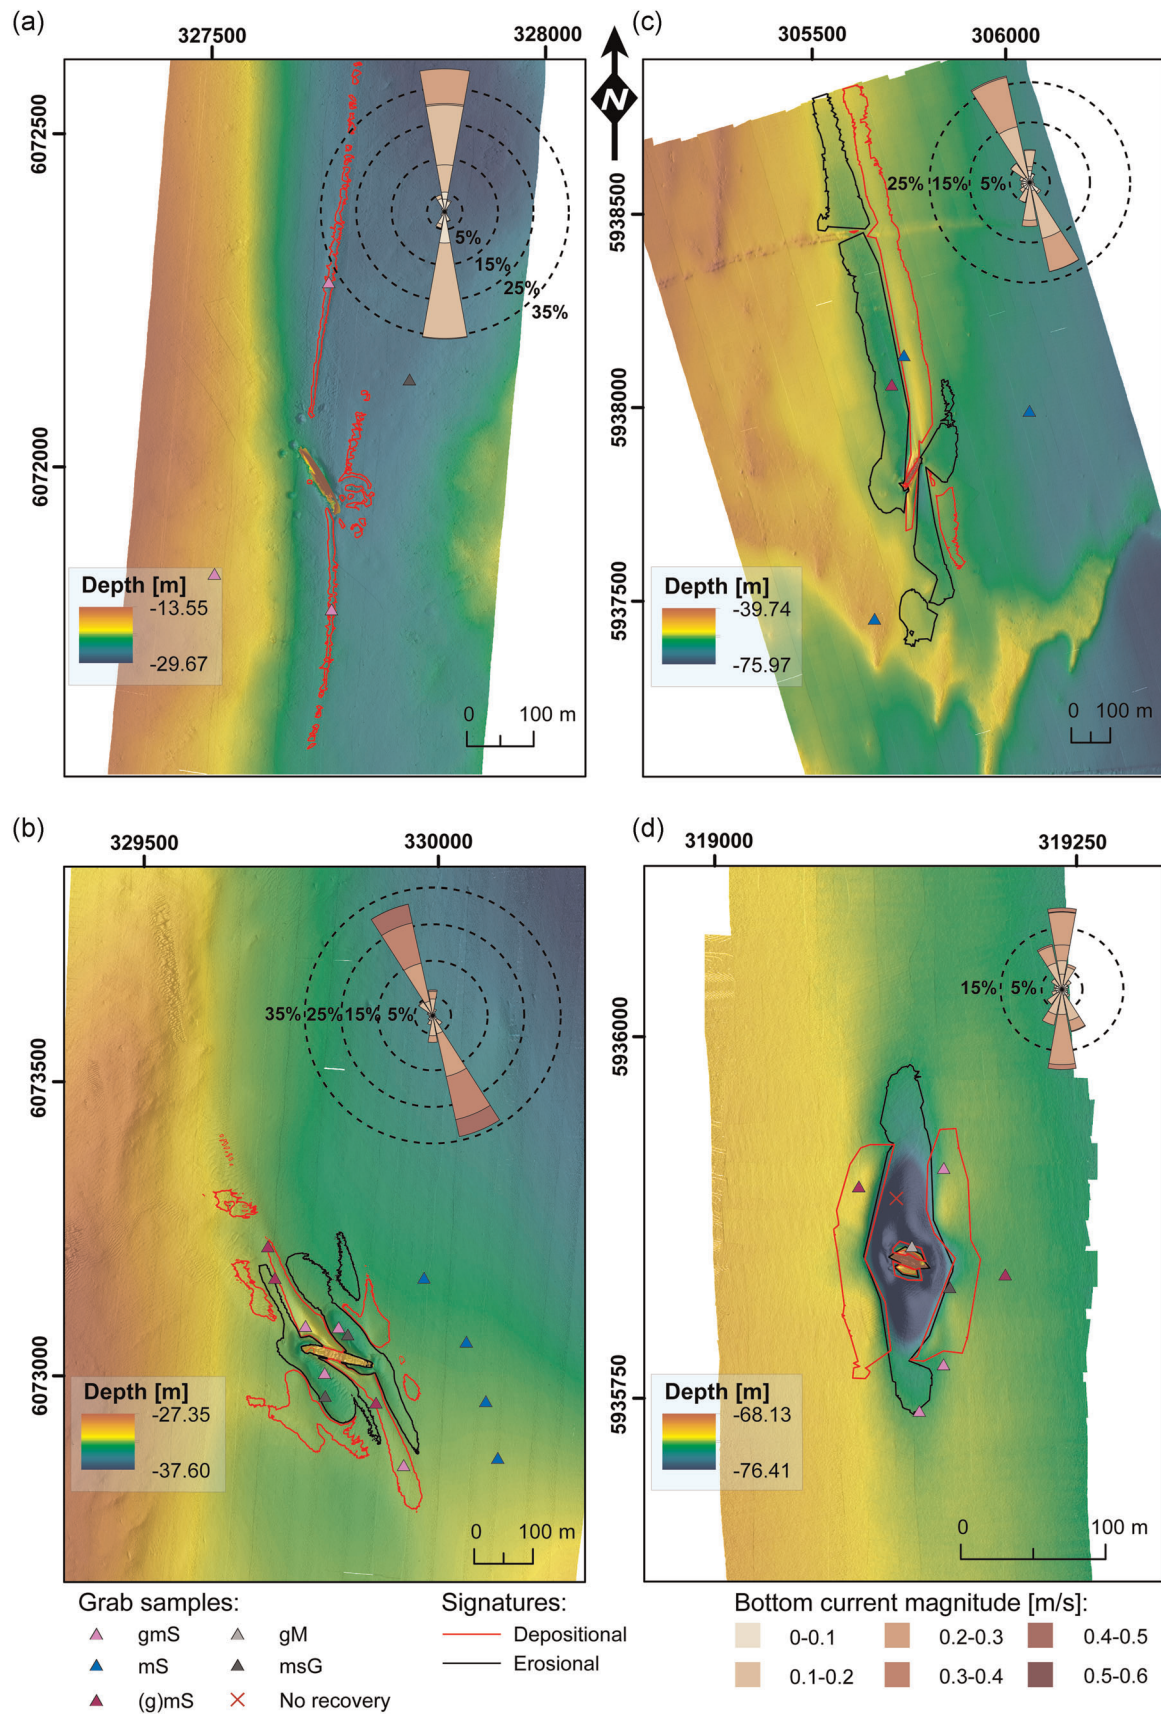 (a)
327500
328000
6072500
6072000
5%
15%
25%
35%
Depth [m]
-13.55
-29.67
0
100 m
N
(c)
305500
306000
5938500
5938000
5937500
25%
15%
5%
Depth [m]
-39.74
-75.97
0
100 m
(b)
329500
330000
6073500
6073000
35%
25%
15%
5%
Depth [m]
-27.35
-37.60
0
100 m
(d)
319000
319250
5936000
5935750
15%
5%
Depth [m]
-68.13
-76.41
0
100 m
Grab samples:
gmS
mS
(g)mS
gM
msG
No recovery
Signatures:
Depositional
Erosional
Bottom current magnitude [m/s]:
0-0.1
0.1-0.2
0.2-0.3
0.3-0.4
0.4-0.5
0.5-0.6